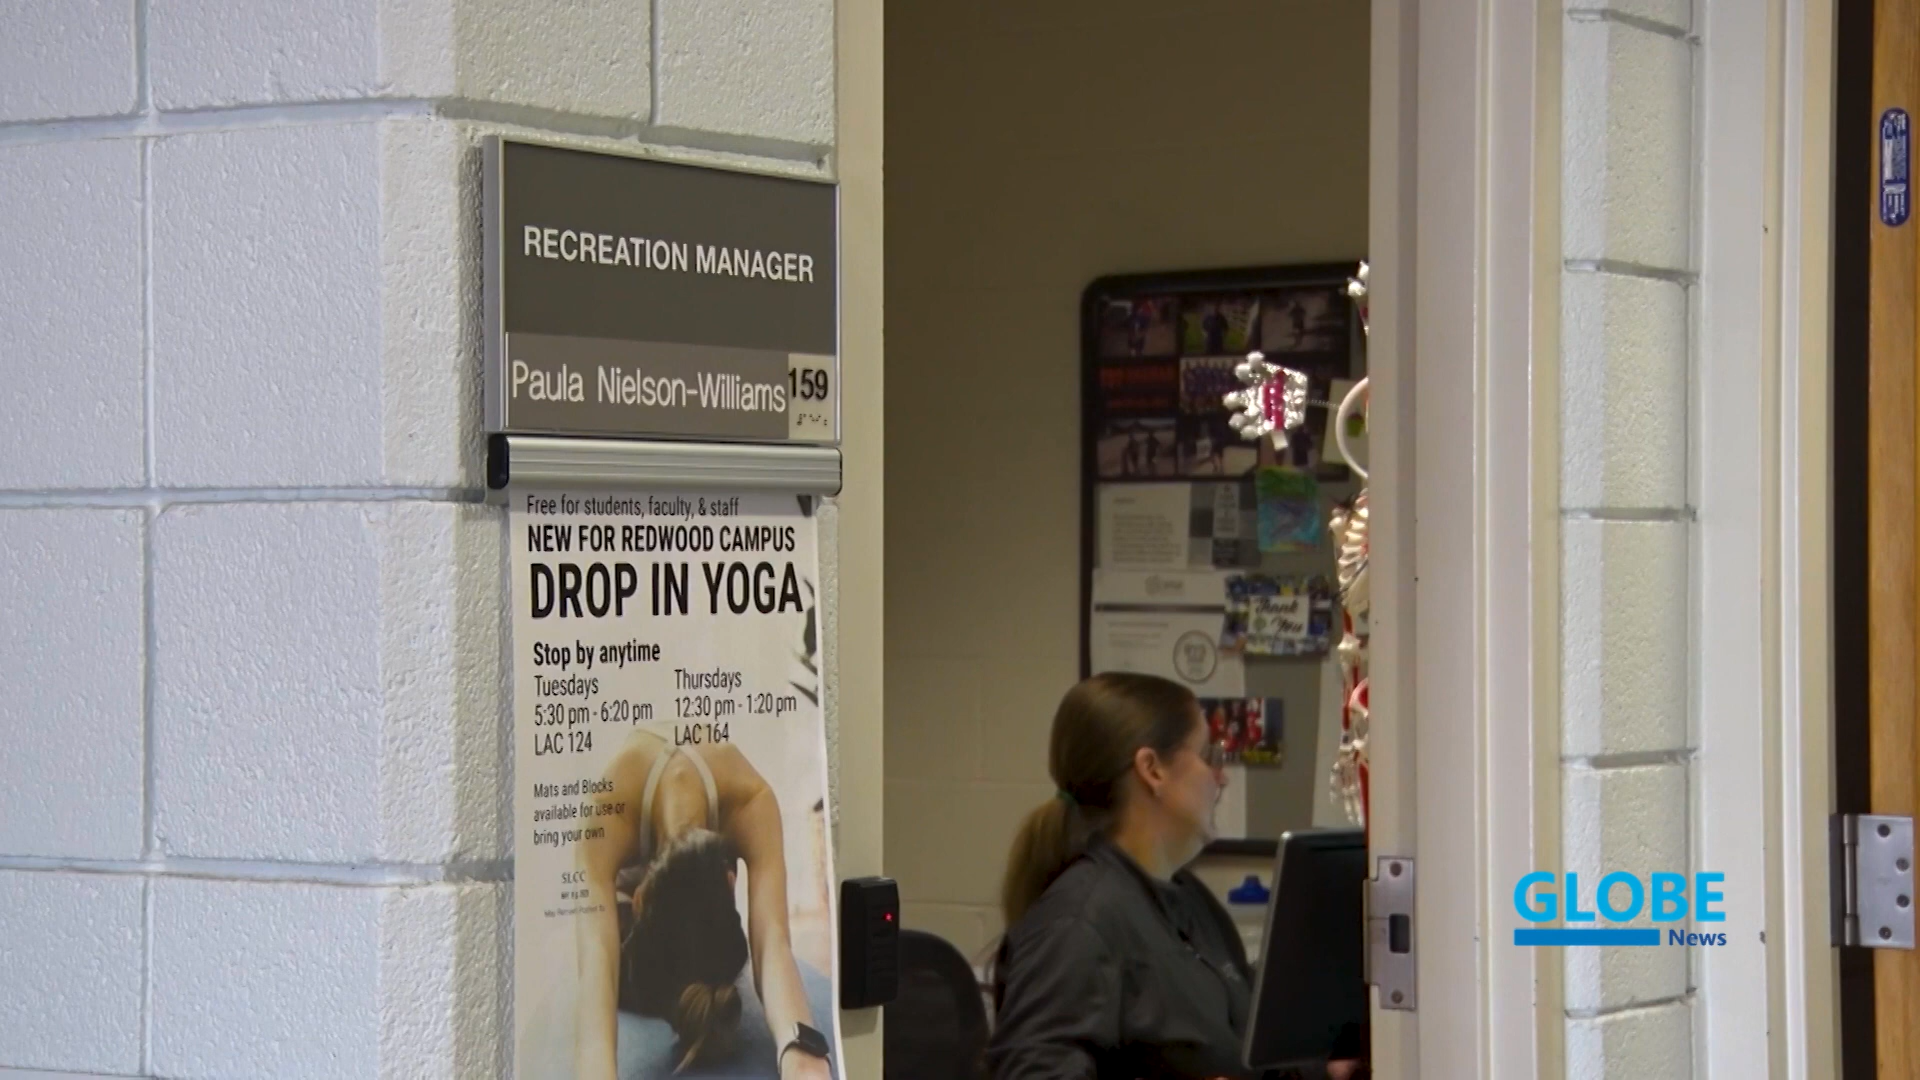 RECREATION MANAGER
Paula Nielson-Williams 159
Free for students, faculty, & staff
NEW FOR REDWOOD CAMPUS
DROP IN YOGA
Stop by anytime
Tuesdays
5:30 pm - 6:20 pm
LAC 124
Thursdays
12:30 pm - 1:20 pm
LAC 164
Mats and Blocks
available for use or
bring your own
SLCC
Thank
You
GLOBE
News